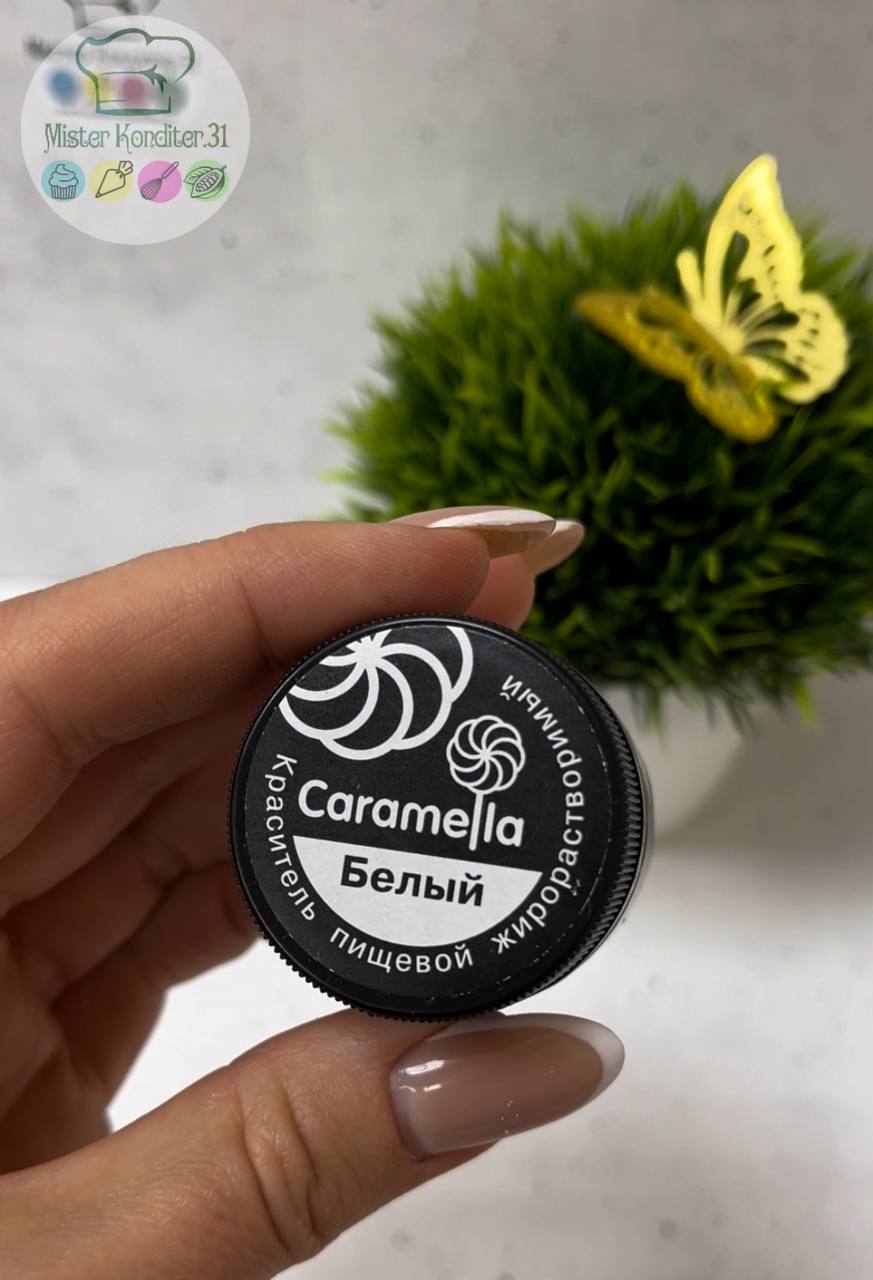 Mister Konditer.31
Caramella
Белый
Краситель пищевой жирорастворимый